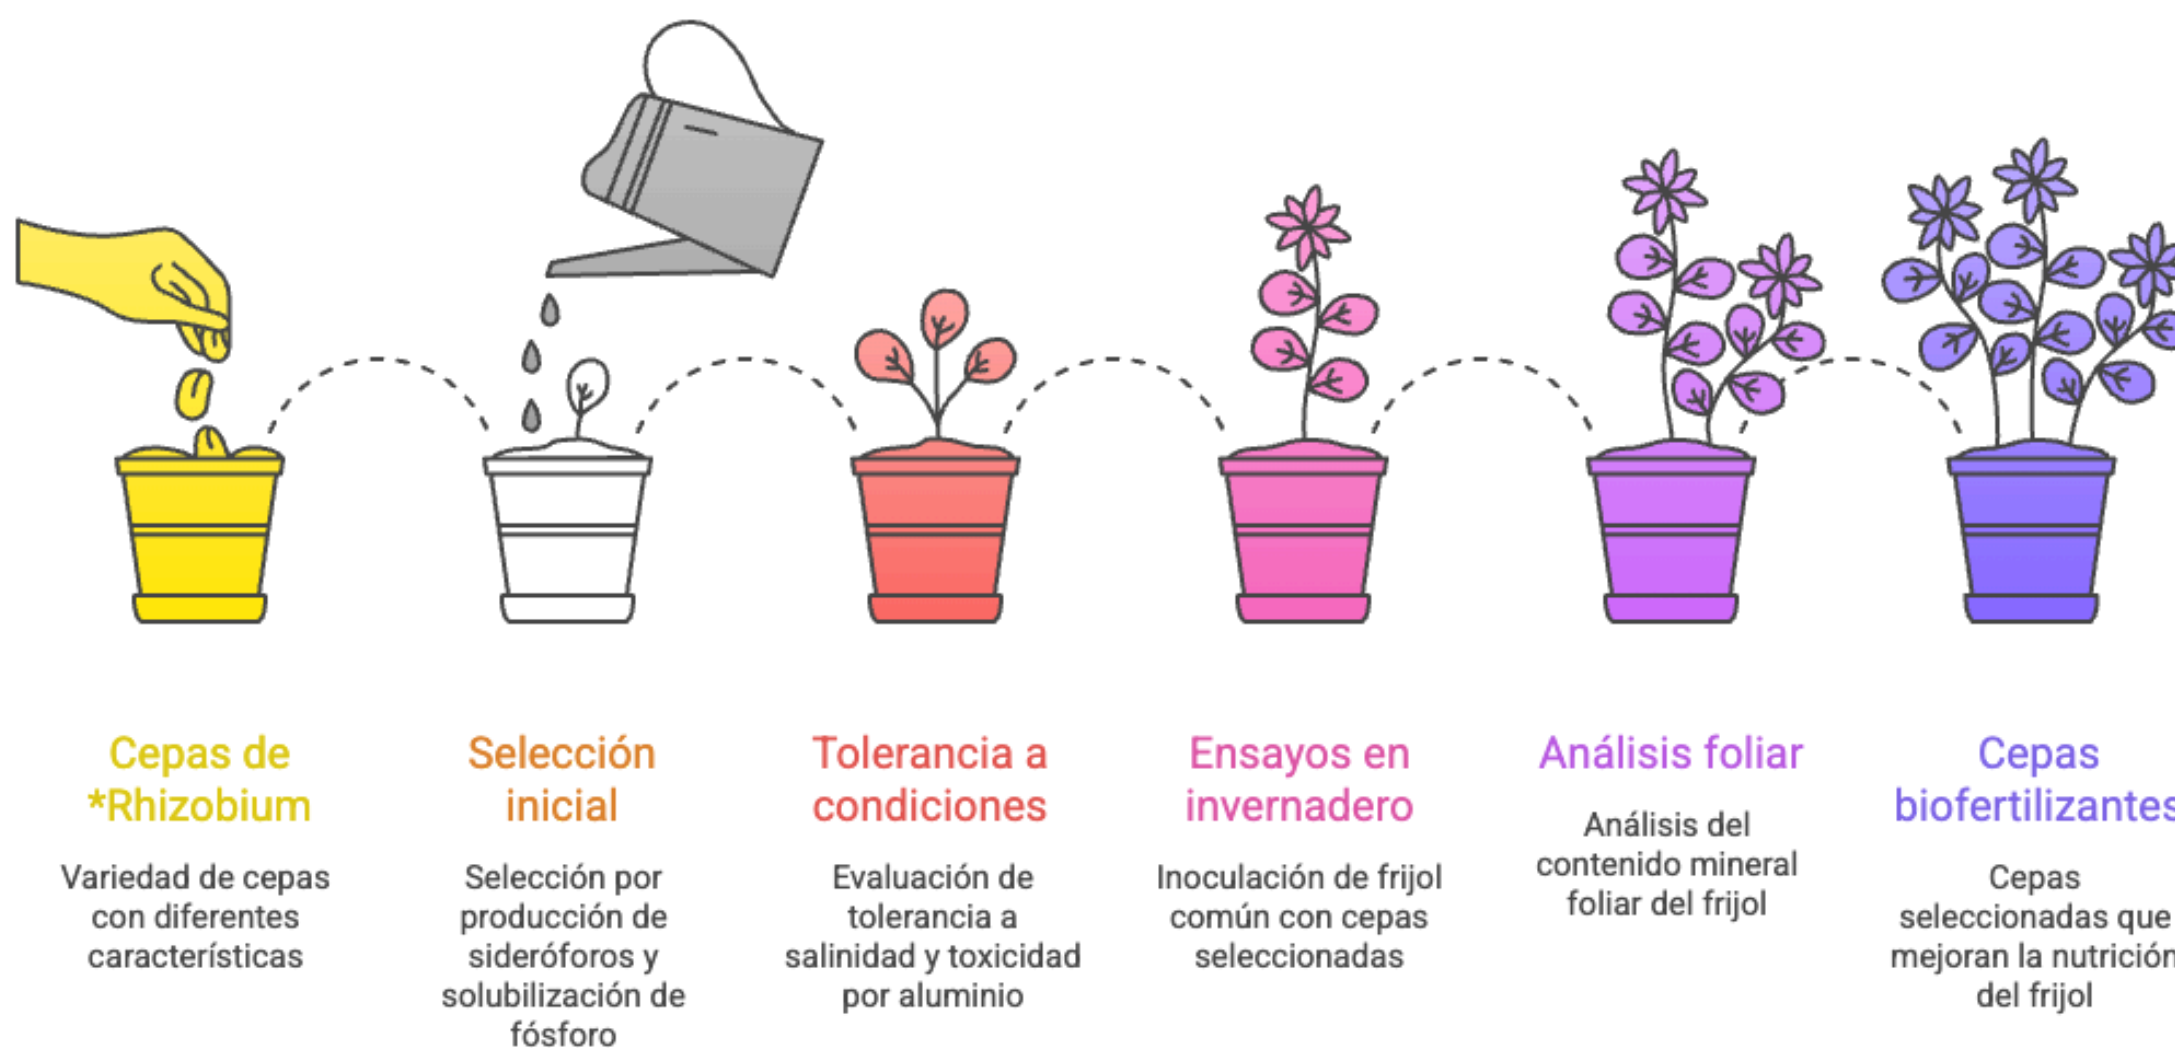 Cepas de
*Rhizobium
Variedad de cepas
con diferentes
características
Selección
inicial
Selección por
producción de
sideróforos y
solubilización de
fósforo
Tolerancia a
condiciones
Evaluación de
tolerancia a
salinidad y toxicidad
por aluminio
Ensayos en
invernadero
Inoculación de frijol
común con cepas
seleccionadas
Análisis foliar
Análisis del
contenido mineral
foliar del frijol
Cepas
biofertilizantes
Cepas
seleccionadas que
mejoran la nutrición
del frijol